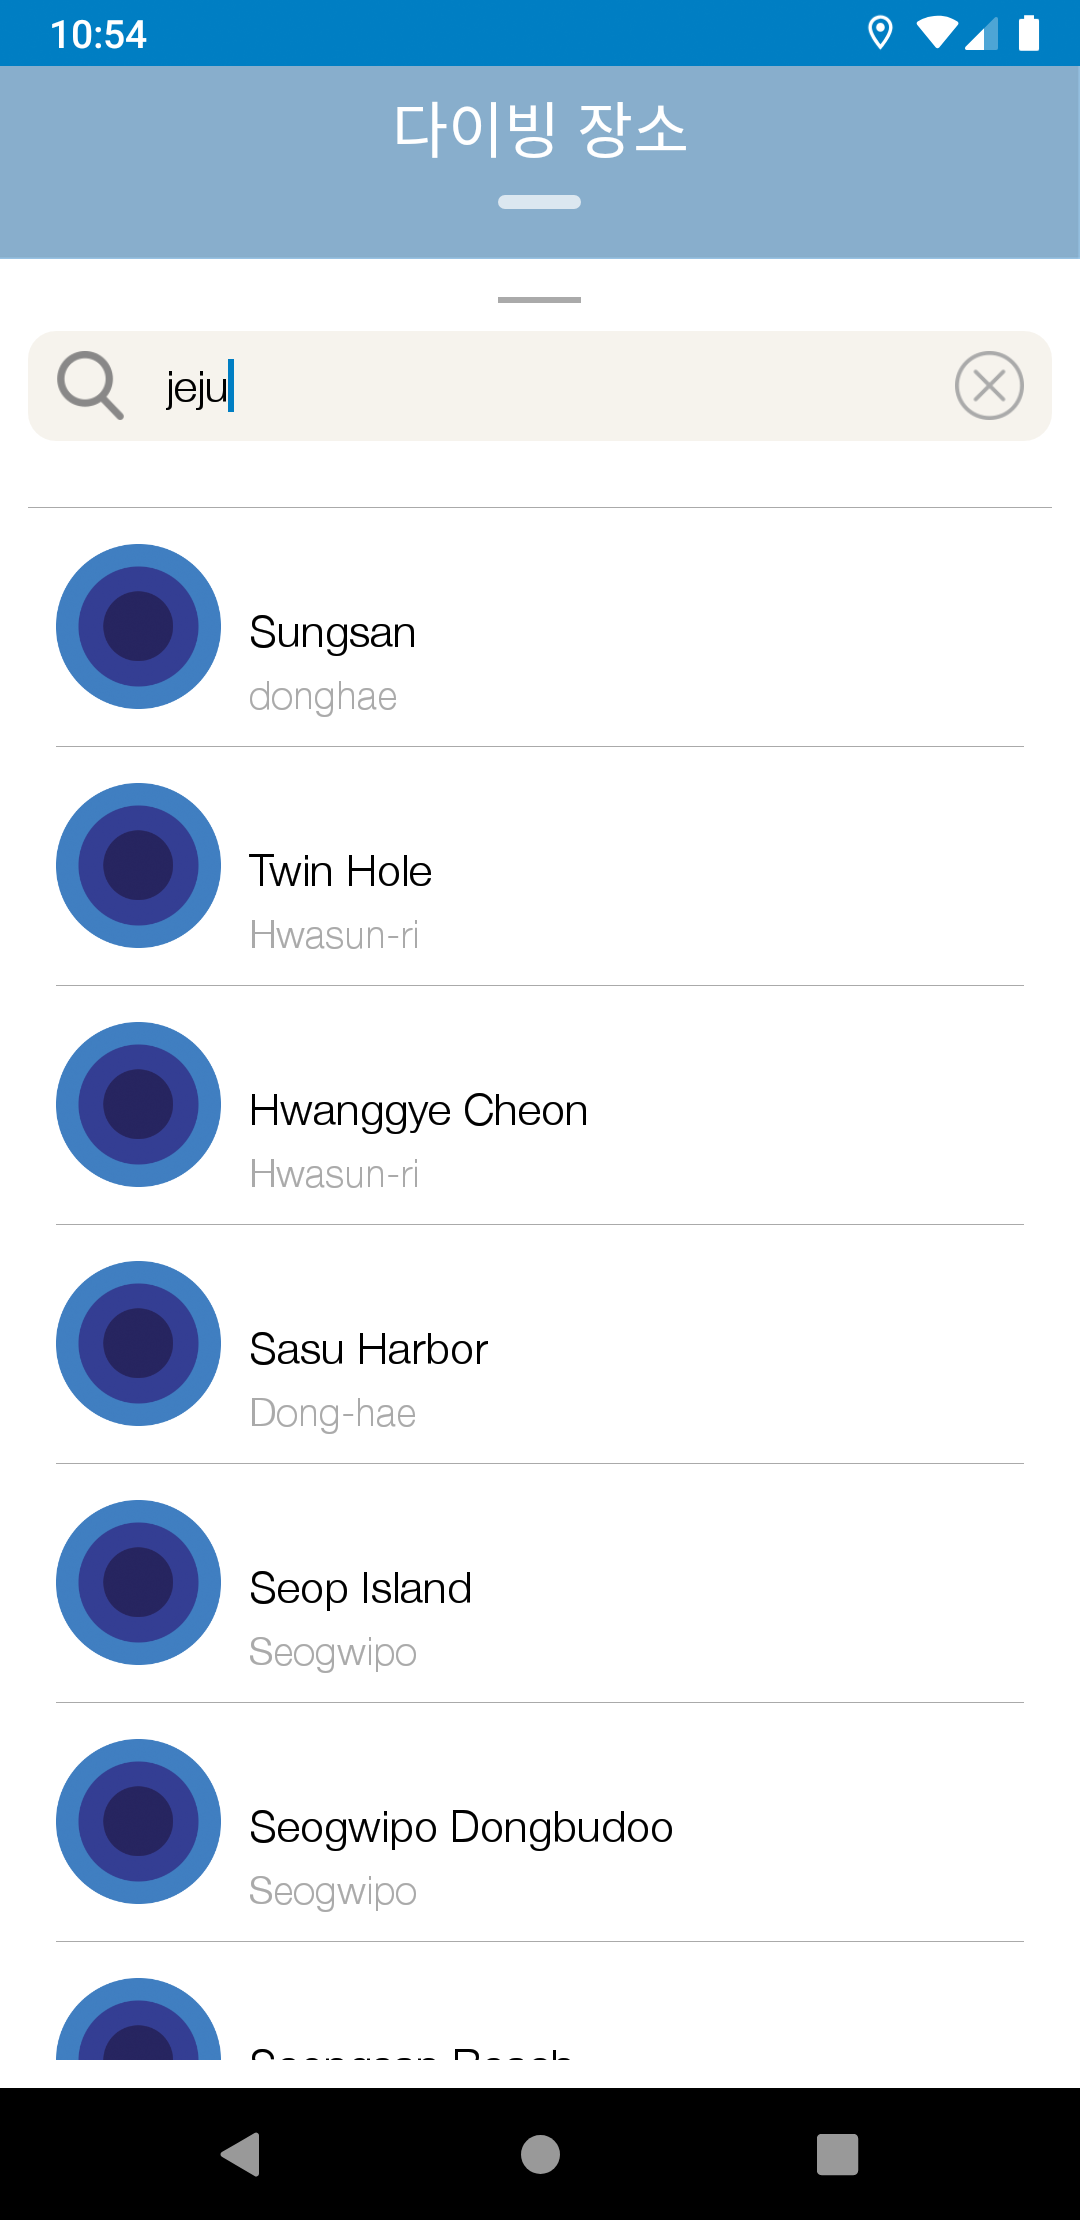 10:54
다이빙 장소
jeju
Sungsan
donghae
Twin Hole
Hwasun-ri
Hwanggye Cheon
Hwasun-ri
Sasu Harbor
Dong-hae
Seop Island
Seogwipo
Seogwipo Dongbudoo
Seogwipo